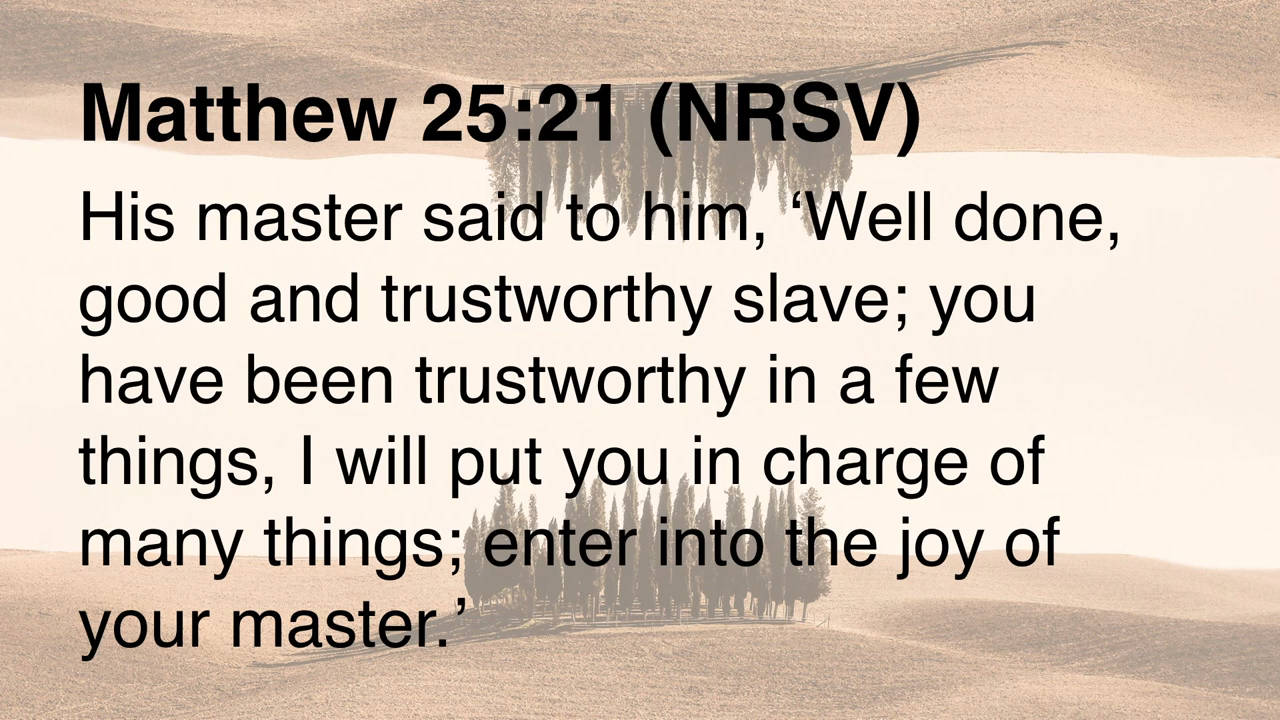 Matthew 25:21 (NRSV)
His master said to him, ‘Well done,
good and trustworthy slave; you
have been trustworthy in a few
things, I will put you in charge of
many things; enter into the joy of
your master.’